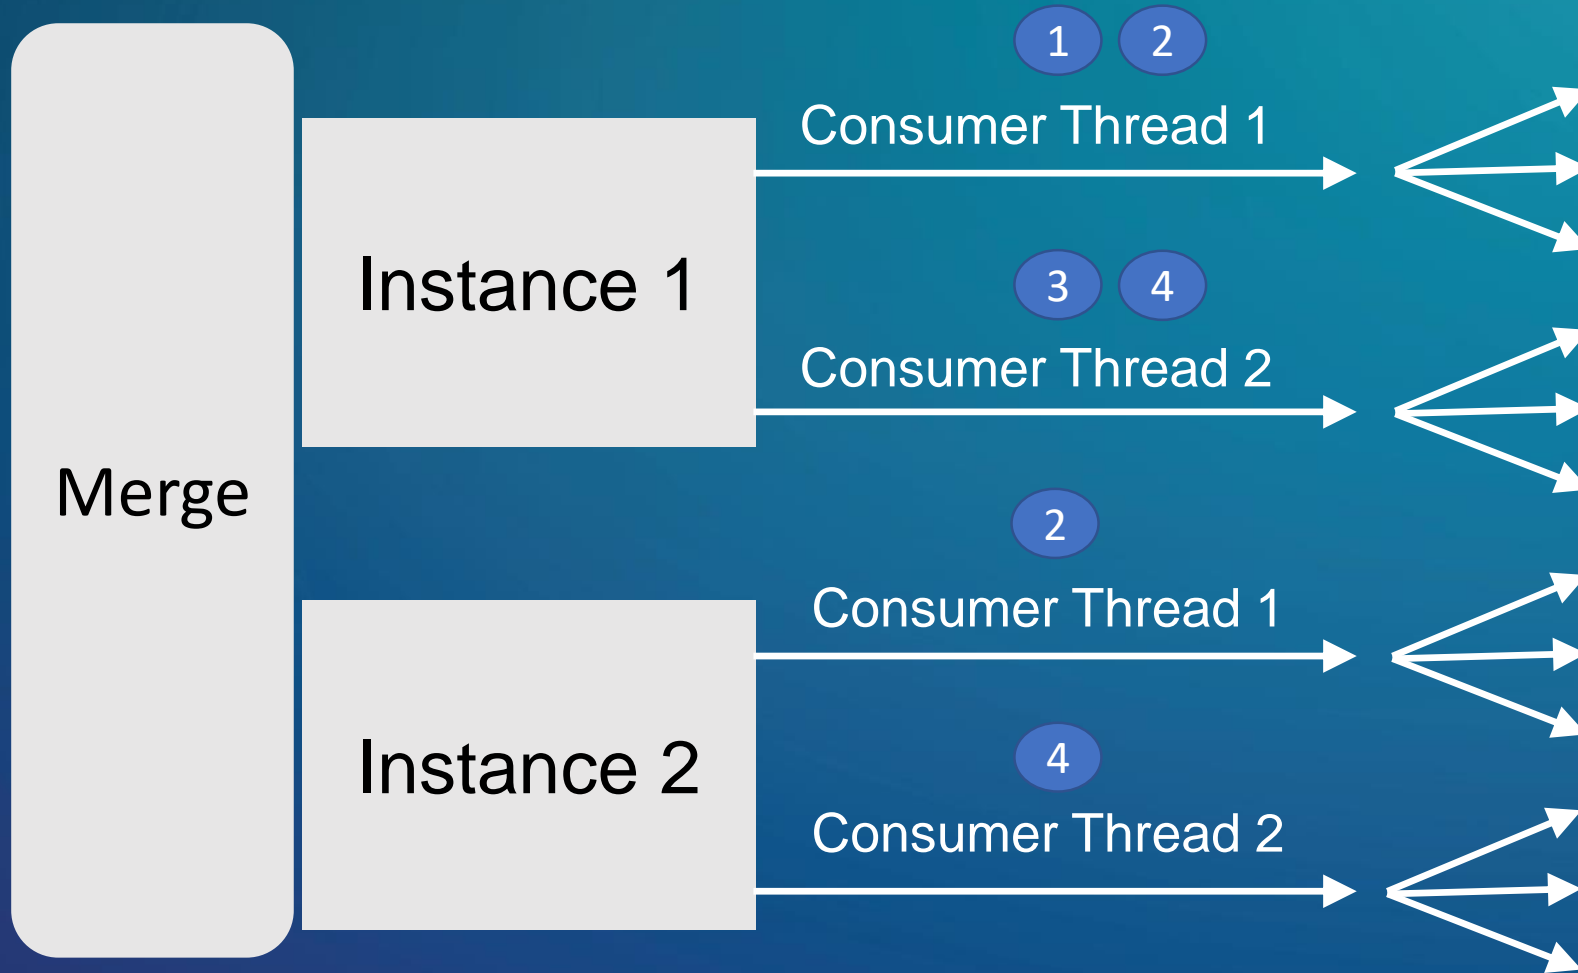 Merge
Instance 1
1 2
Consumer Thread 1
3 4
Consumer Thread 2
Instance 2
2
Consumer Thread 1
4
Consumer Thread 2